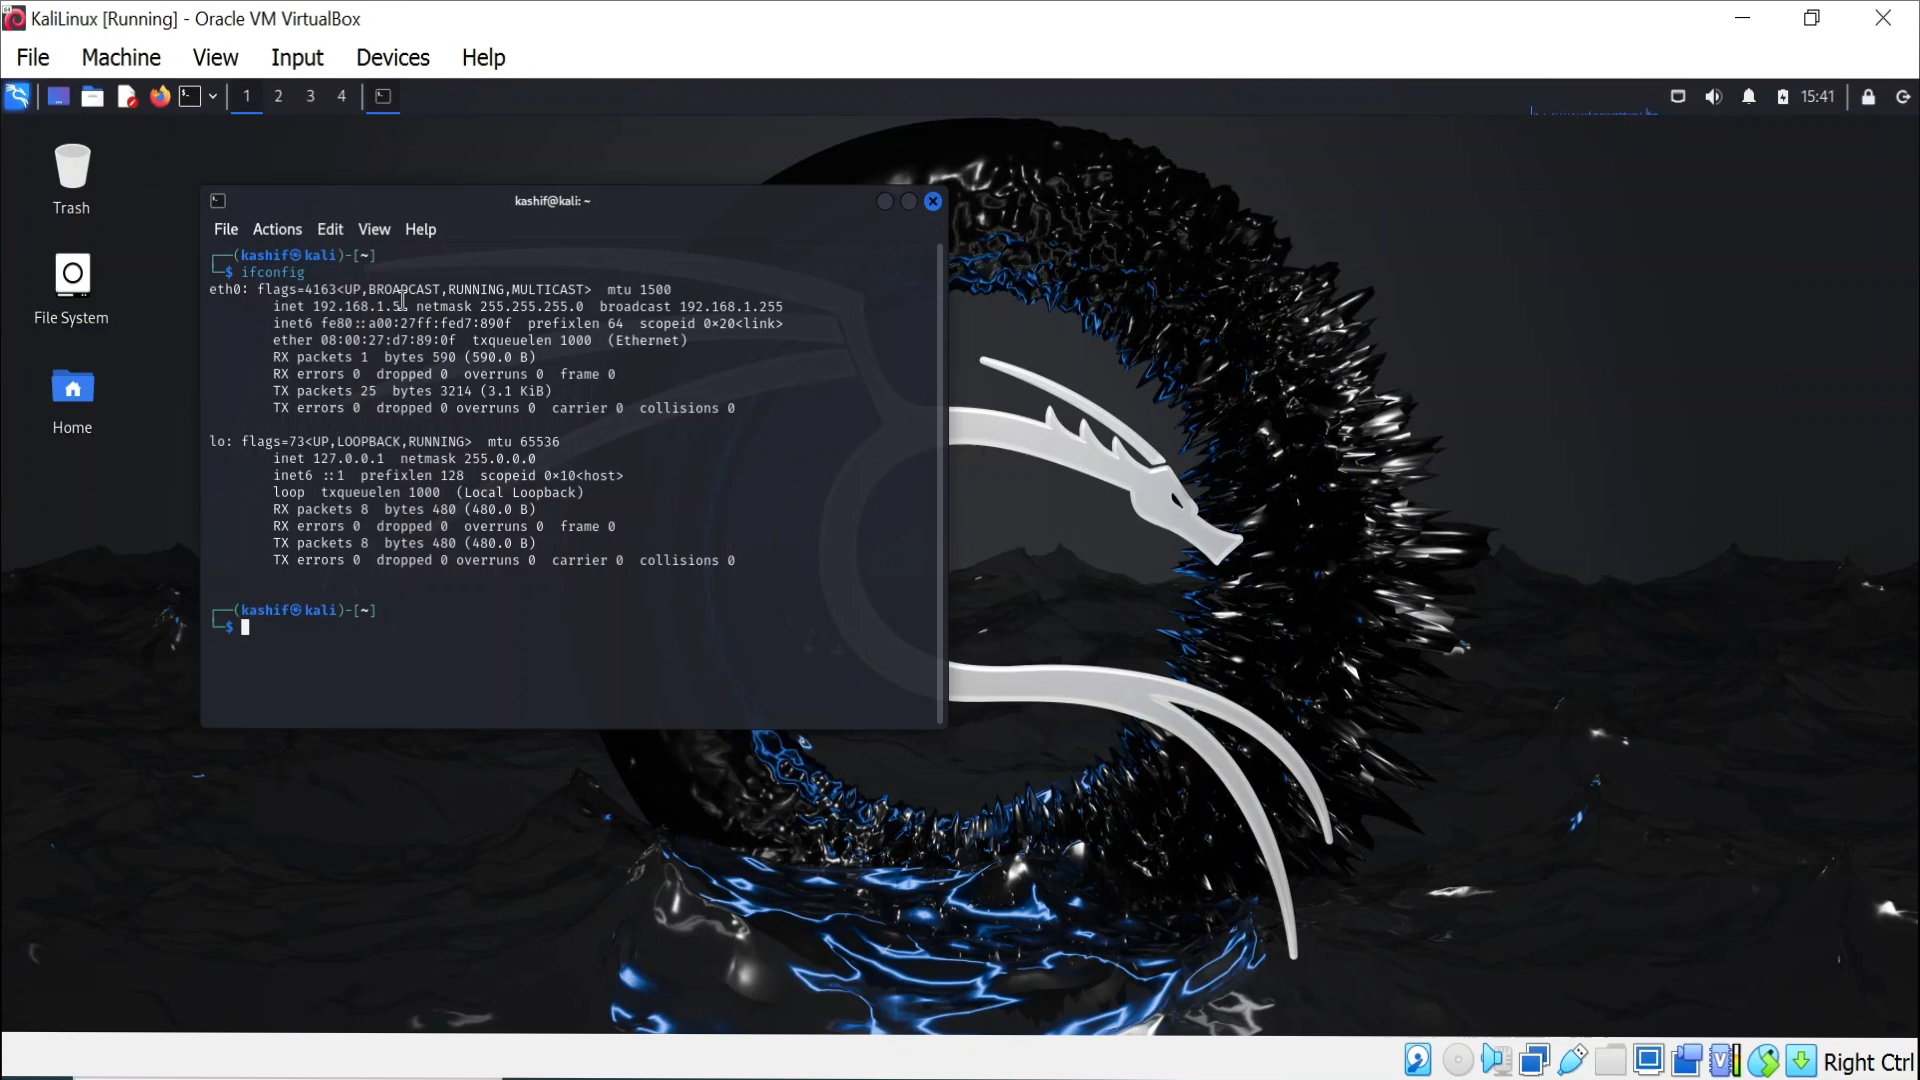 KaliLinux [Running] - Oracle VM VirtualBox
File Machine View Input Devices Help
1 2 3 4 15:41
Trash
File System
Home
kashif@kali: ~
File Actions Edit View Help
(kashif㉿kali)-[~]
$ ifconfig
eth0: flags=4163<UP,BROADCAST,RUNNING,MULTICAST> mtu 1500
inet netmask 255.255.255.0 broadcast 192.168.1.255
inet6 fe80::a00:27ff:fed7:890f prefixlen 64 scopeid 0×20<link>
ether 08:00:27:d7:89:0f txqueuelen 1000 (Ethernet)
RX packets 1 bytes 590 (590.0 B)
RX errors 0 dropped 0 overruns 0 frame 0
TX packets 25 bytes 3214 (3.1 KiB)
TX errors 0 dropped 0 overruns 0 carrier 0 collisions 0
lo: flags=73<UP,LOOPBACK,RUNNING> mtu 65536
inet 127.0.0.1 netmask 255.0.0.0
inet6 ::1 prefixlen 128 scopeid 0×10<host>
loop txqueuelen 1000 (Local Loopback)
RX packets 8 bytes 480 (480.0 B)
RX errors 0 dropped 0 overruns 0 frame 0
TX packets 8 bytes 480 (480.0 B)
TX errors 0 dropped 0 overruns 0 carrier 0 collisions 0
(kashif㉿kali)-[~]
$
Right Ctrl